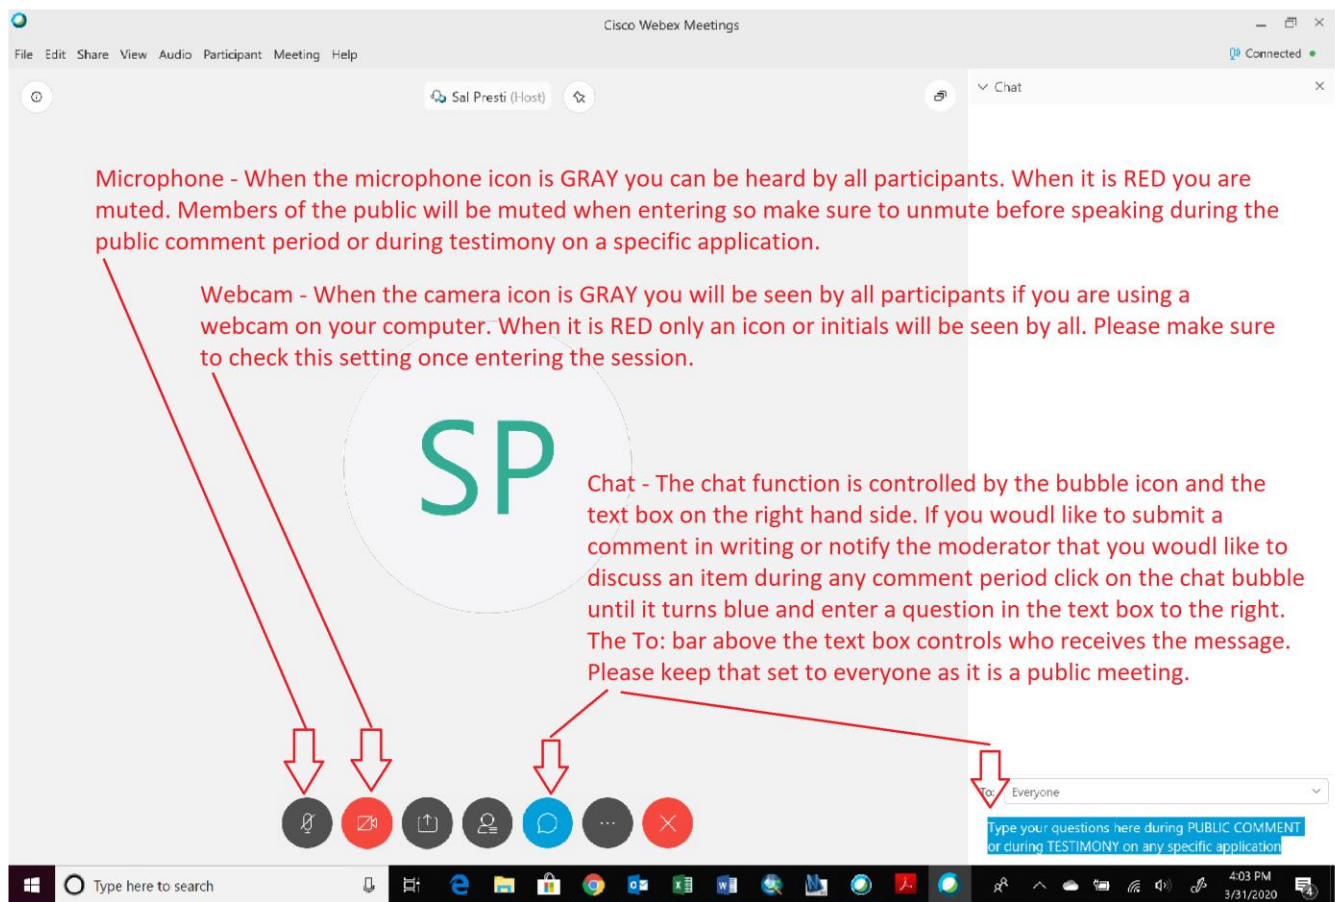 Cisco Webex Meetings
File Edit Share View Audio Participant Meeting Help
Connected
Sal Presti (Host)
Chat
Microphone - When the microphone icon is GRAY you can be heard by all participants. When it is RED you are
muted. Members of the public will be muted when entering so make sure to unmute before speaking during the
public comment period or during testimony on a specific application.
Webcam - When the camera icon is GRAY you will be seen by all participants if you are using a
webcam on your computer. When it is RED only an icon or initials will be seen by all. Please make sure
to check this setting once entering the session.
SP
Chat - The chat function is controlled by the bubble icon and the
text box on the right hand side. If you woudl like to submit a
comment in writing or notify the moderator that you woudl like to
discuss an item during any comment period click on the chat bubble
until it turns blue and enter a question in the text box to the right.
The To: bar above the text box controls who receives the message.
Please keep that set to everyone as it is a public meeting.
To: Everyone
Type your questions here during PUBLIC COMMENT
or during TESTIMONY on any specific application
Type here to search
4:03 PM
3/31/2020